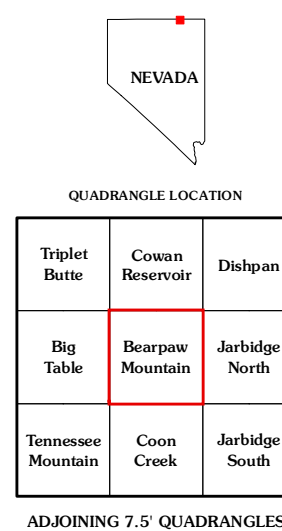 NEVADA
QUADRANGLE LOCATION
Triplet
Butte
Cowan
Reservoir
Dishpan
Big
Table
Bearpaw
Mountain
Jarbidge
North
Tennessee
Mountain
Coon
Creek
Jarbidge
South
ADJOINING 7.5' QUADRANGLES